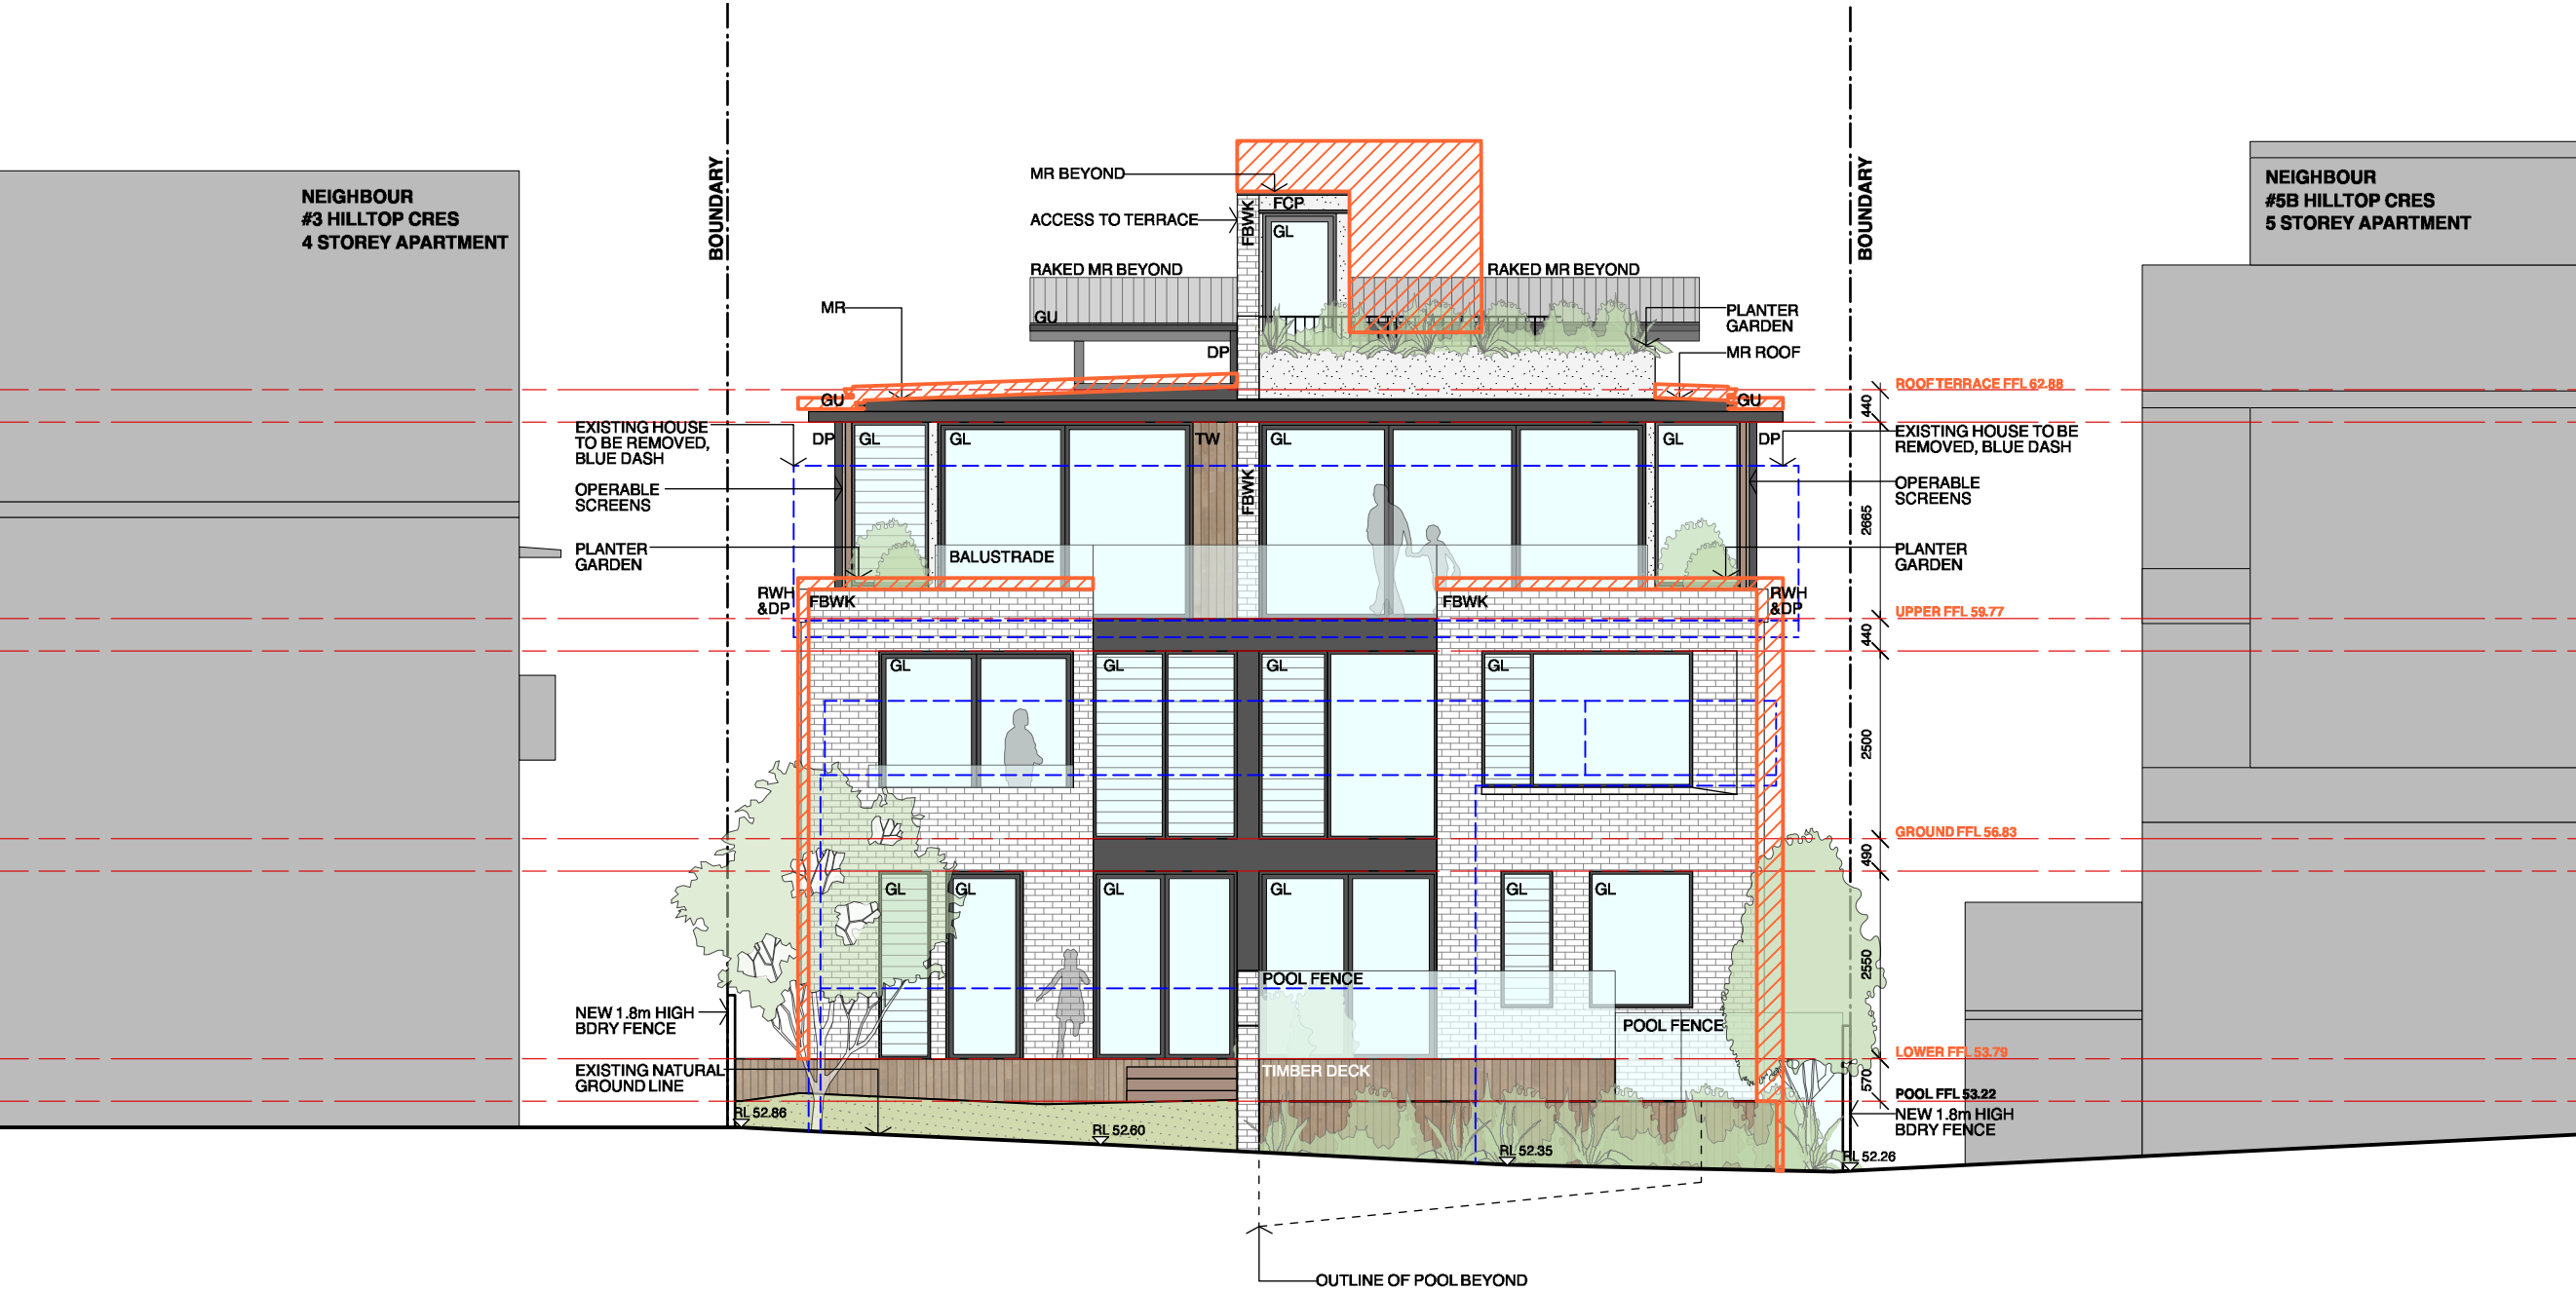 NEIGHBOUR
#3 HILLTOP CRES
4 STOREY APARTMENT
BOUNDARY
MR BEYOND
ACCESS TO TERRACE
FBWK
FCP
GL
RAKED MR BEYOND
RAKED MR BEYOND
BOUNDARY
NEIGHBOUR
#5B HILLTOP CRES
5 STOREY APARTMENT
MR
GU
DP
PLANTER
GARDEN
MR ROOF
ROOF TERRACE FFL 62.88
440
GU
GU
EXISTING HOUSE
TO BE REMOVED,
BLUE DASH
DP
GL
GL
TW
FBWK
GL
GL
DP
EXISTING HOUSE TO BE
REMOVED, BLUE DASH
OPERABLE
SCREENS
OPERABLE
SCREENS
2665
PLANTER
GARDEN
BALUSTRADE
PLANTER
GARDEN
RWH
&DP
FBWK
FBWK
RWH
&DP
UPPER FFL 59.77
440
GL
GL
GL
GL
2500
GROUND FFL 56.83
490
GL
GL
GL
GL
GL
GL
2550
POOL FENCE
POOL FENCE
NEW 1.8m HIGH
BDRY FENCE
EXISTING NATURAL
GROUND LINE
TIMBER DECK
LOWER FFL 53.79
570
POOL FFL 53.22
NEW 1.8m HIGH
BDRY FENCE
RL 52.86
RL 52.60
RL 52.35
RL 52.26
OUTLINE OF POOL BEYOND